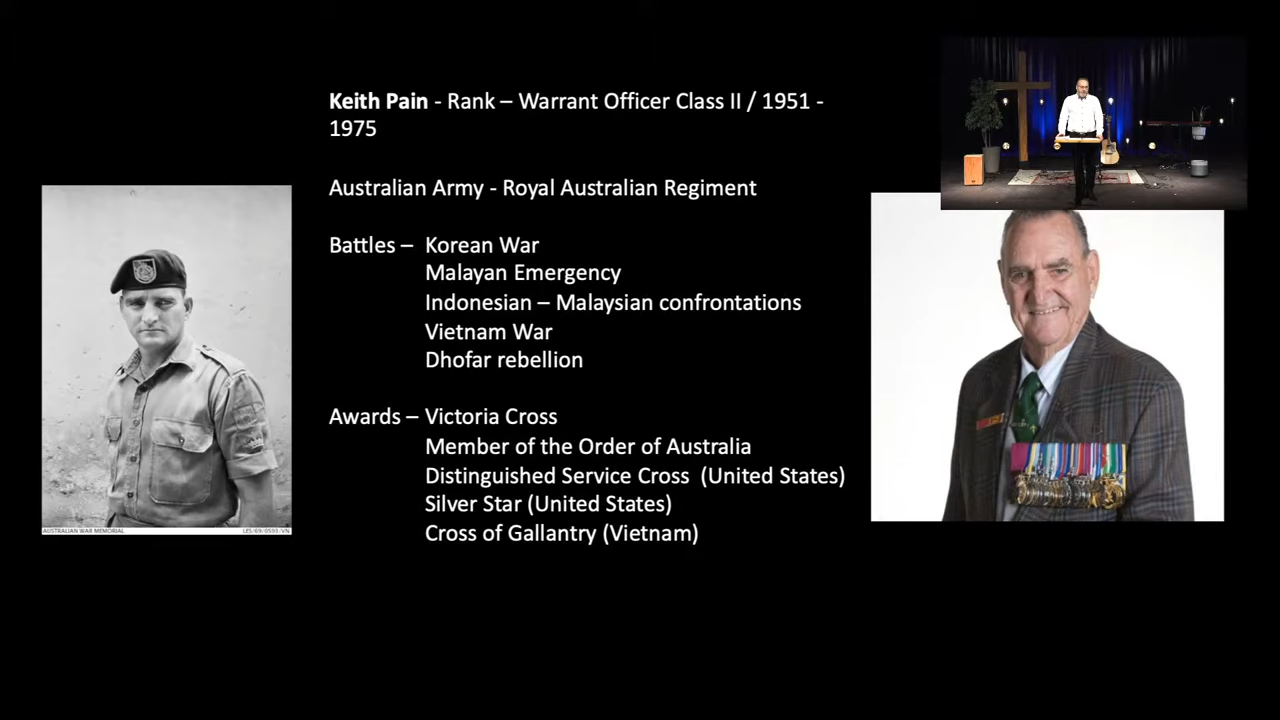 Keith Pain - Rank – Warrant Officer Class II / 1951 -
1975
Australian Army - Royal Australian Regiment
Battles – Korean War
Malayan Emergency
Indonesian – Malaysian confrontations
Vietnam War
Dhofar rebellion
Awards – Victoria Cross
Member of the Order of Australia
Distinguished Service Cross (United States)
Silver Star (United States)
Cross of Gallantry (Vietnam)
AUSTRALIAN WAR MEMORIAL